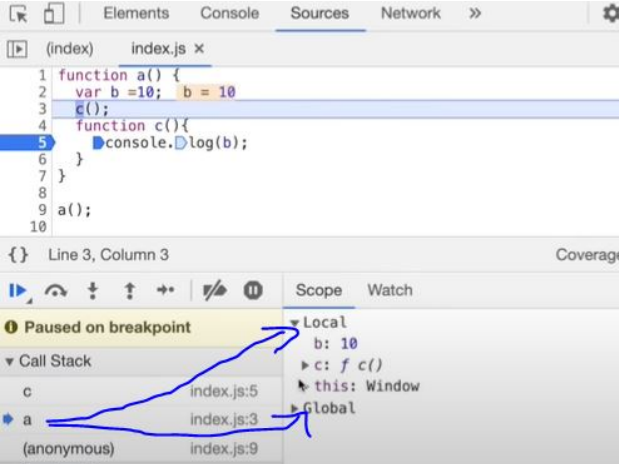 Elements Console Sources Network »
(index) index.js ×
1 function a() {
2 var b =10; b = 10
3 c();
4 function c(){
5 console.log(b);
6 }
7 }
8
9 a();
10
{} Line 3, Column 3 Coverage
Scope Watch
Paused on breakpoint
Local
b: 10
Call Stack
c: ƒ c()
c index.js:5
this: Window
a index.js:3
Global
(anonymous) index.js:9